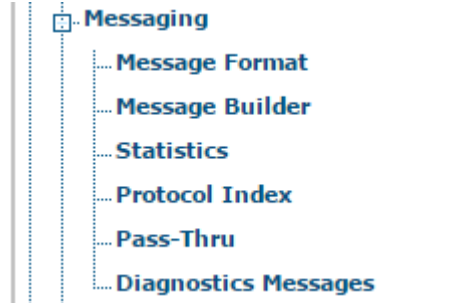 Messaging
Message Format
Message Builder
Statistics
Protocol Index
Pass-Thru
Diagnostics Messages